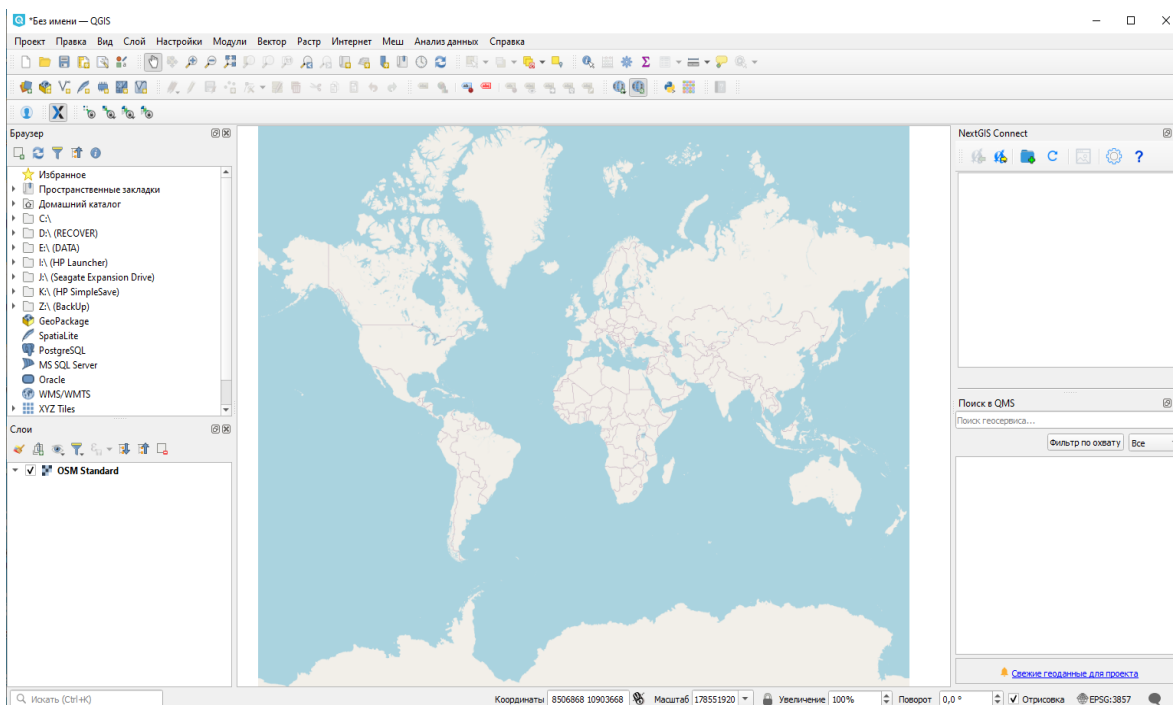 *Без имени — QGIS
Проект Правка Вид Слой Настройки Модули Вектор Растр Интернет Меш Анализ данных Справка
Браузер
Избранное
Пространственные закладки
Домашний каталог
C:\
D:\ (RECOVER)
E:\ (DATA)
I:\ (HP Launcher)
J:\ (Seagate Expansion Drive)
K:\ (HP SimpleSave)
Z:\ (BackUp)
GeoPackage
SpatiaLite
PostgreSQL
MS SQL Server
Oracle
WMS/WMTS
XYZ Tiles
Слои
OSM Standard
NextGIS Connect
Поиск в QMS
Поиск геосервиса...
Фильтр по охвату Все
Свежие геоданные для проекта
Искать (Ctrl+K) Координаты 8506868 10903668 Масштаб 178551920 Увеличение 100% Поворот 0,0 ° Отрисовка EPSG:3857